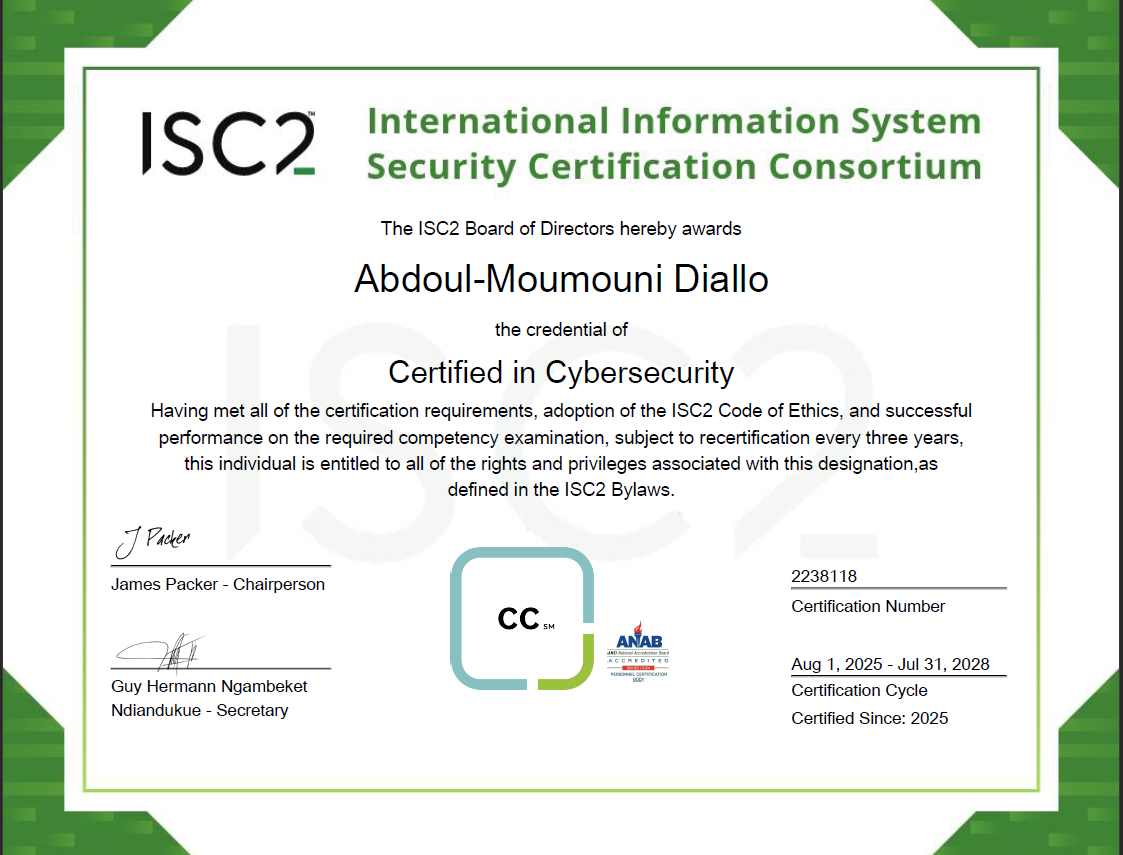 ISC2™
International Information System
Security Certification Consortium
The ISC2 Board of Directors hereby awards
Abdoul-Moumouni Diallo
the credential of
Certified in Cybersecurity
Having met all of the certification requirements, adoption of the ISC2 Code of Ethics, and successful
performance on the required competency examination, subject to recertification every three years,
this individual is entitled to all of the rights and privileges associated with this designation,as
defined in the ISC2 Bylaws.
ISC2
J Packer
James Packer - Chairperson
Guy Hermann Ngambeket
Ndiandukue - Secretary
CC SM
ANAB
ANSI National Accreditation Board
ACCREDITED
PERSONNEL CERTIFICATION
BODY
2238118
Certification Number
Aug 1, 2025 - Jul 31, 2028
Certification Cycle
Certified Since: 2025